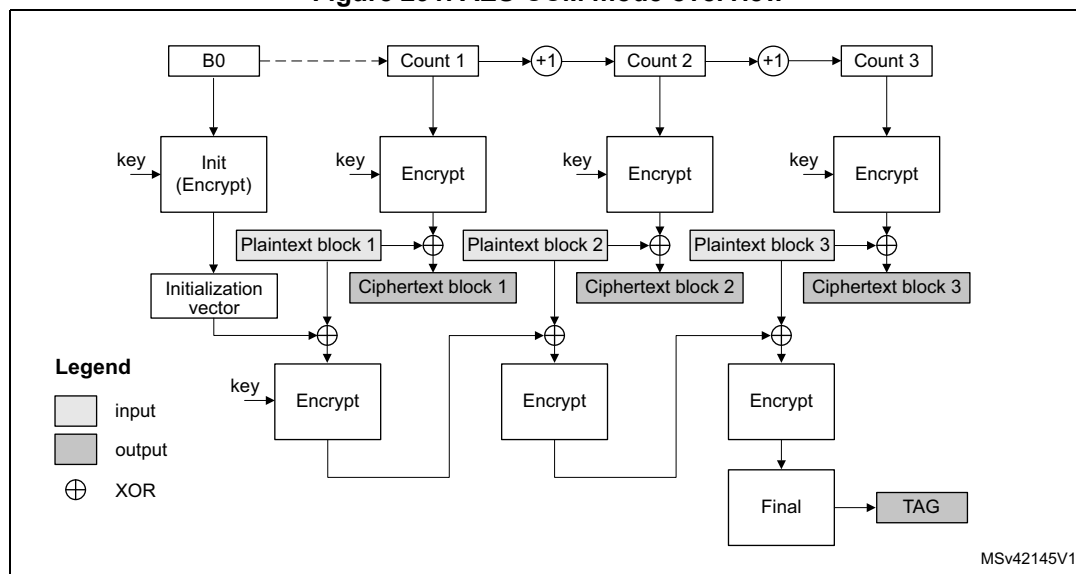 B0
Count 1
+1
Count 2
+1
Count 3
key
Init
(Encrypt)
key
Encrypt
key
Encrypt
key
Encrypt
Plaintext block 1
Plaintext block 2
Plaintext block 3
Ciphertext block 1
Ciphertext block 2
Ciphertext block 3
Initialization
vector
Legend
input
output
XOR
key
Encrypt
Encrypt
Encrypt
Final
TAG
MSv42145V1